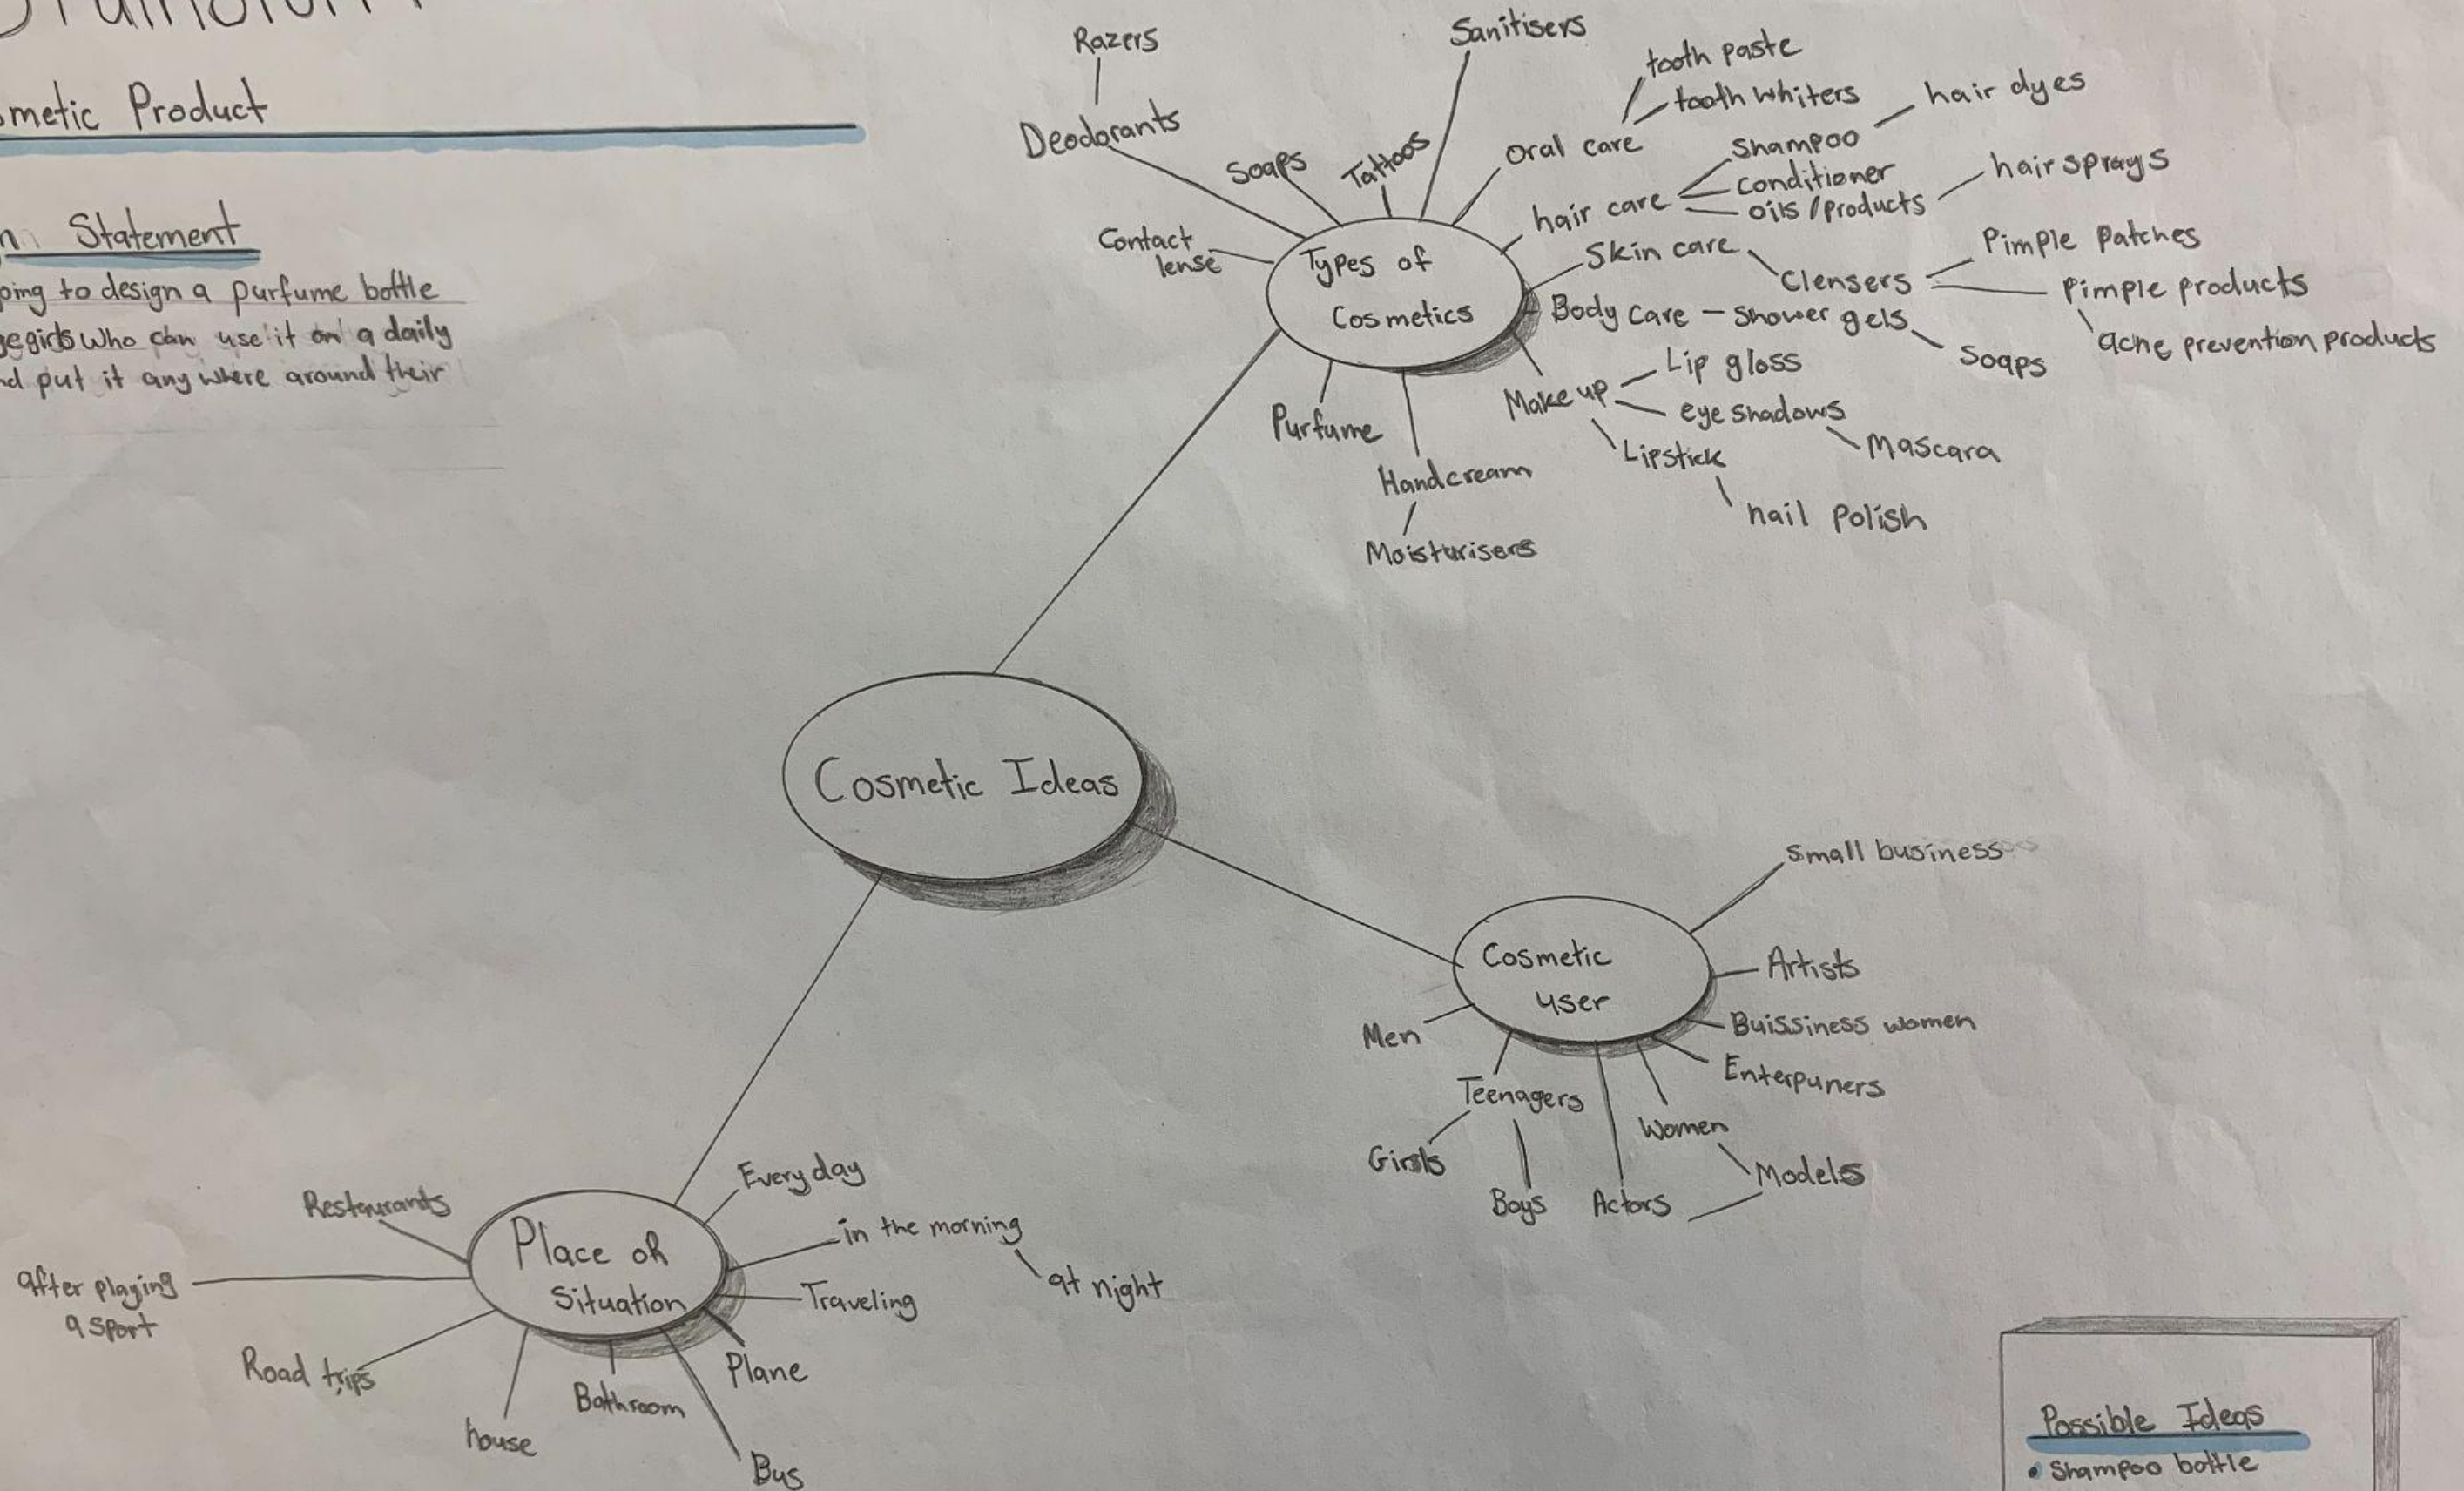 Product
Statement
to design a purfume bottle
who can use it on a daily
put it any where around their
Razers
Deodorants
Soaps
Tattoos
Sanitisers
oral care
tooth paste
tooth whiters
hair care
Shampoo
hair dyes
conditioner
oils / products
hair sprays
Contact
lense
Types of
Cosmetics
Skin care
Clensers
Pimple Patches
Pimple products
acne prevention products
Body care - Shower gels
Soaps
Make up
Lip gloss
eye shadows
Mascara
Lipstick
nail polish
Purfume
Handcream
Moisturisers
Cosmetic Ideas
Cosmetic
user
Small business
Artists
Buissiness women
Enterpuners
Women
Models
Actors
Men
Teenagers
Girls
Boys
Place or
Situation
Every day
in the morning
at night
Traveling
Plane
Bus
Bathroom
house
Road trips
after playing
a sport
Restaurants
Possible Ideas
• Shampoo bottle